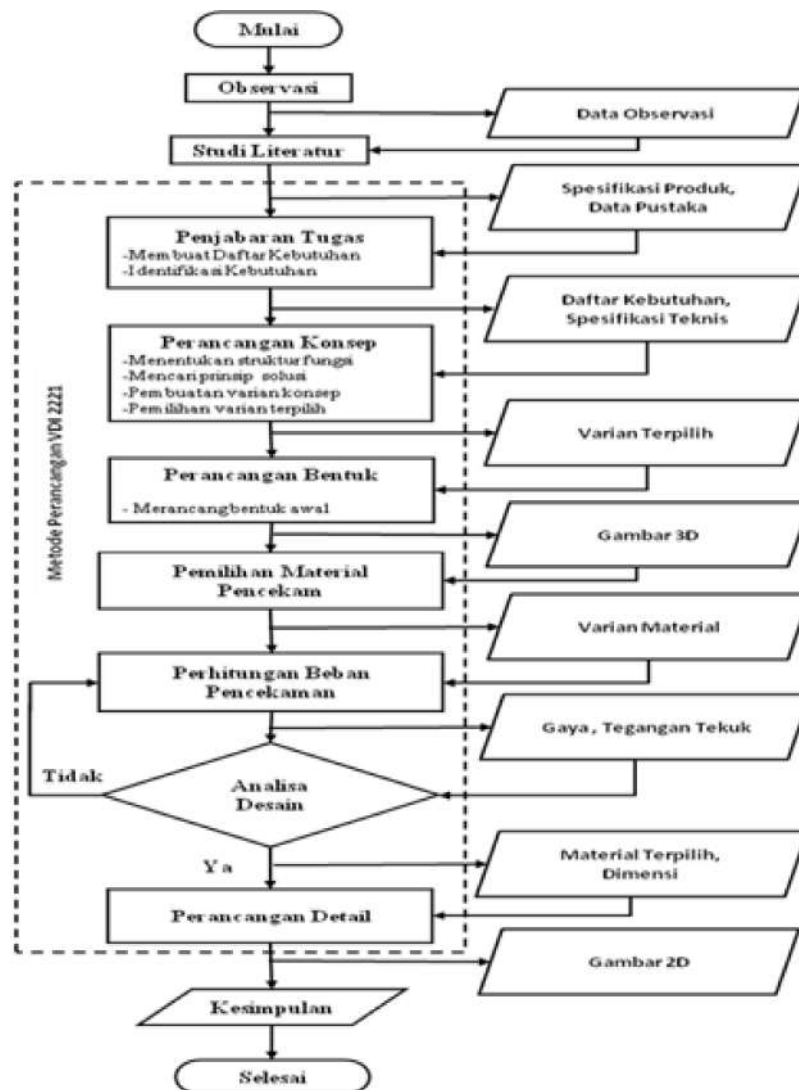 Mulai
Observasi
Data Observasi
Studi Literatur
Spesifikasi Produk,
Data Pustaka
Metode Perancangan VDI 2221
Penjabaran Tugas
-Membuat Daftar Kebutuhan
-Identifikasi Kebutuhan
Daftar Kebutuhan,
Spesifikasi Teknis
Perancangan Konsep
-Menentukan struktur fungsi
-Mencari prinsip solusi
-Pembuatan varian konsep
-Pemilihan varian terpilih
Varian Terpilih
Perancangan Bentuk
- Merancang bentuk awal
Gambar 3D
Pemilihan Material
Pencekam
Varian Material
Perhitungan Beban
Pencekaman
Gaya , Tegangan Tekuk
Tidak
Analisa
Desain
Ya
Material Terpilih,
Dimensi
Perancangan Detail
Gambar 2D
Kesimpulan
Selesai